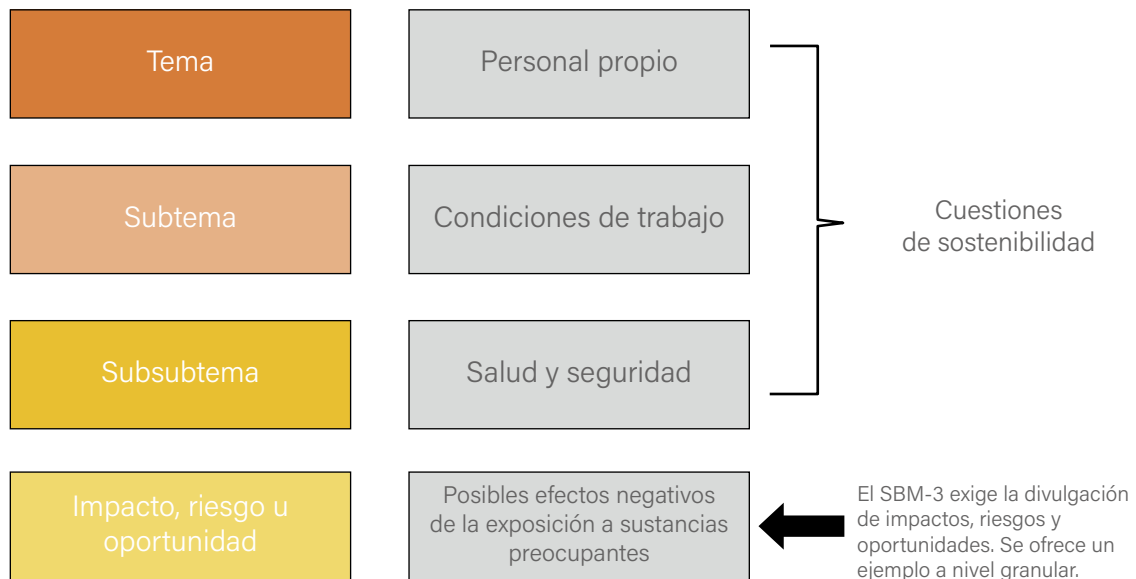 Tema
Personal propio
Subtema
Condiciones de trabajo
Cuestiones
de sostenibilidad
Subsubtema
Salud y seguridad
Impacto, riesgo u
oportunidad
Posibles efectos negativos
de la exposición a sustancias
preocupantes
El SBM-3 exige la divulgación
de impactos, riesgos y
oportunidades. Se ofrece un
ejemplo a nivel granular.